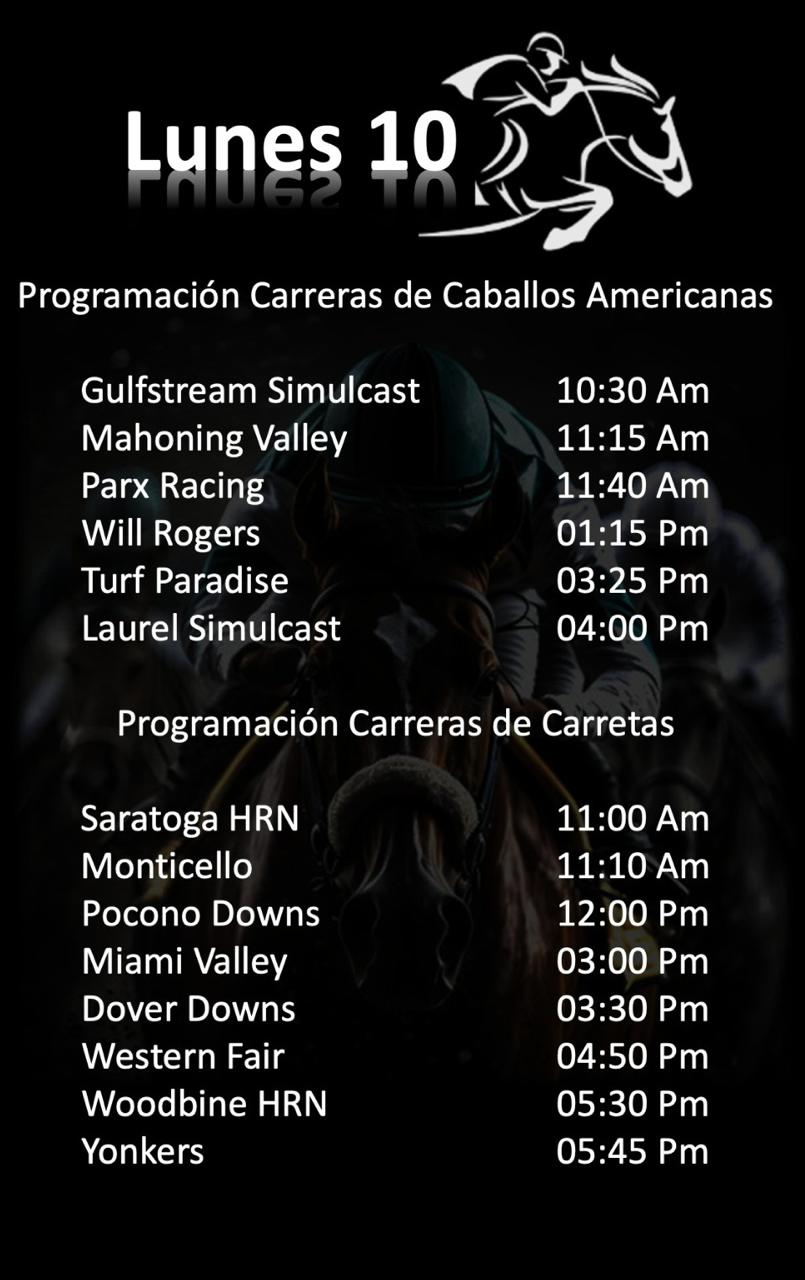 Lunes 10
Programación Carreras de Caballos Americanas
Gulfstream Simulcast 10:30 Am
Mahoning Valley 11:15 Am
Parx Racing 11:40 Am
Will Rogers 01:15 Pm
Turf Paradise 03:25 Pm
Laurel Simulcast 04:00 Pm
Programación Carreras de Carretas
Saratoga HRN 11:00 Am
Monticello 11:10 Am
Pocono Downs 12:00 Pm
Miami Valley 03:00 Pm
Dover Downs 03:30 Pm
Western Fair 04:50 Pm
Woodbine HRN 05:30 Pm
Yonkers 05:45 Pm